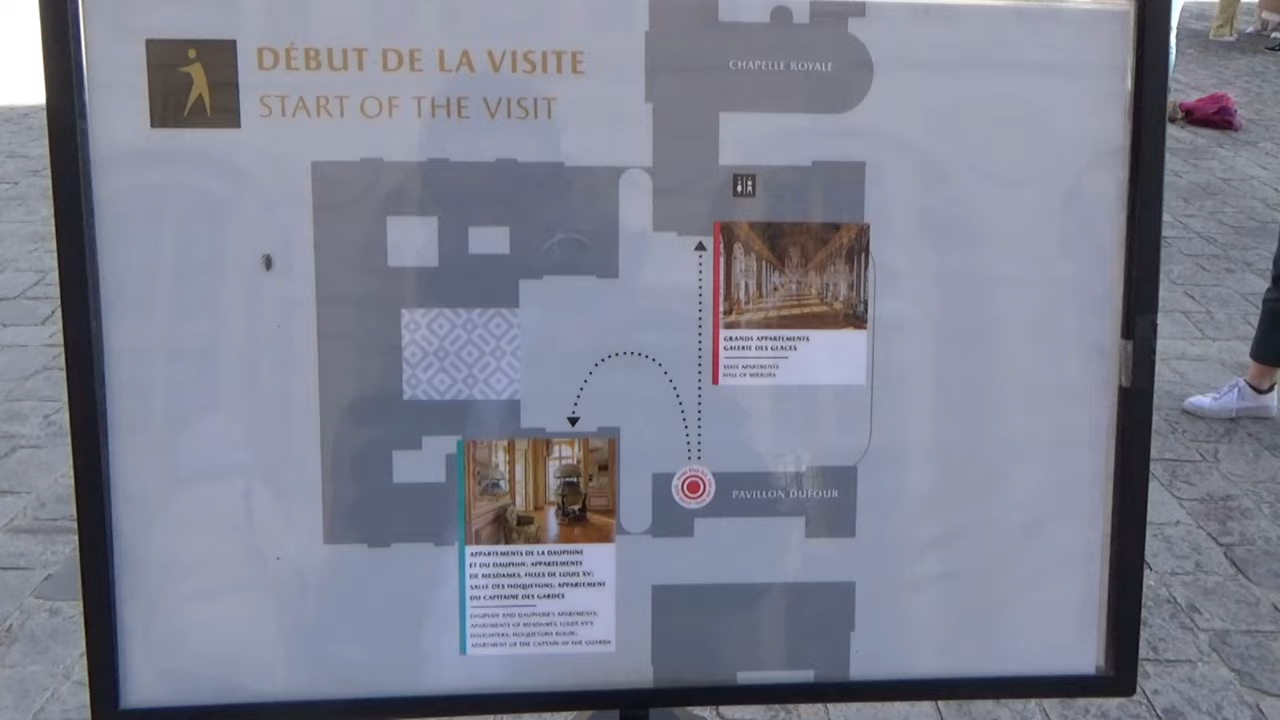 DÉBUT DE LA VISITE
START OF THE VISIT
CHAPELLE ROYALE
GRANDS APPARTEMENTS
GALERIE DES GLACES
STATE APARTMENTS
HALL OF MIRRORS
PAVILLON DUFOUR
APPARTEMENTS DE LA DAUPHINE
ET DU DAUPHIN; APPARTEMENTS
DE MESDAMES, FILLES DE LOUIS XV;
SALLE DES HOQUETONS; APPARTEMENT
DU CAPITAINE DES GARDES
DAUPHIN AND DAUPHINE'S APARTMENTS;
APARTMENTS OF MESDAMES, LOUIS XV'S
DAUGHTERS; HOQUETONS ROOM;
APARTMENT OF THE CAPTAIN OF THE GUARDS